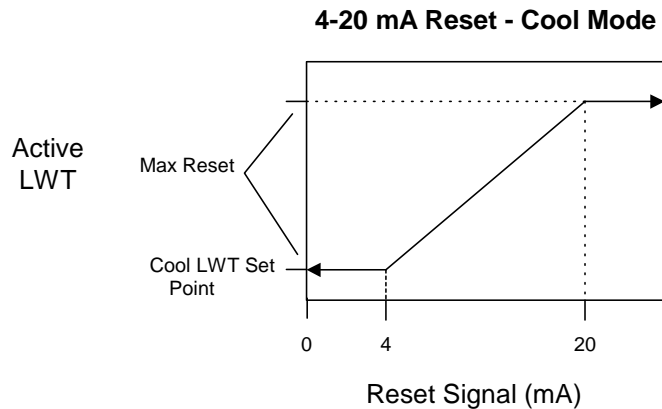 4-20 mA Reset - Cool Mode
Active
LWT
Max Reset
Cool LWT Set
Point
0
4
20
Reset Signal (mA)